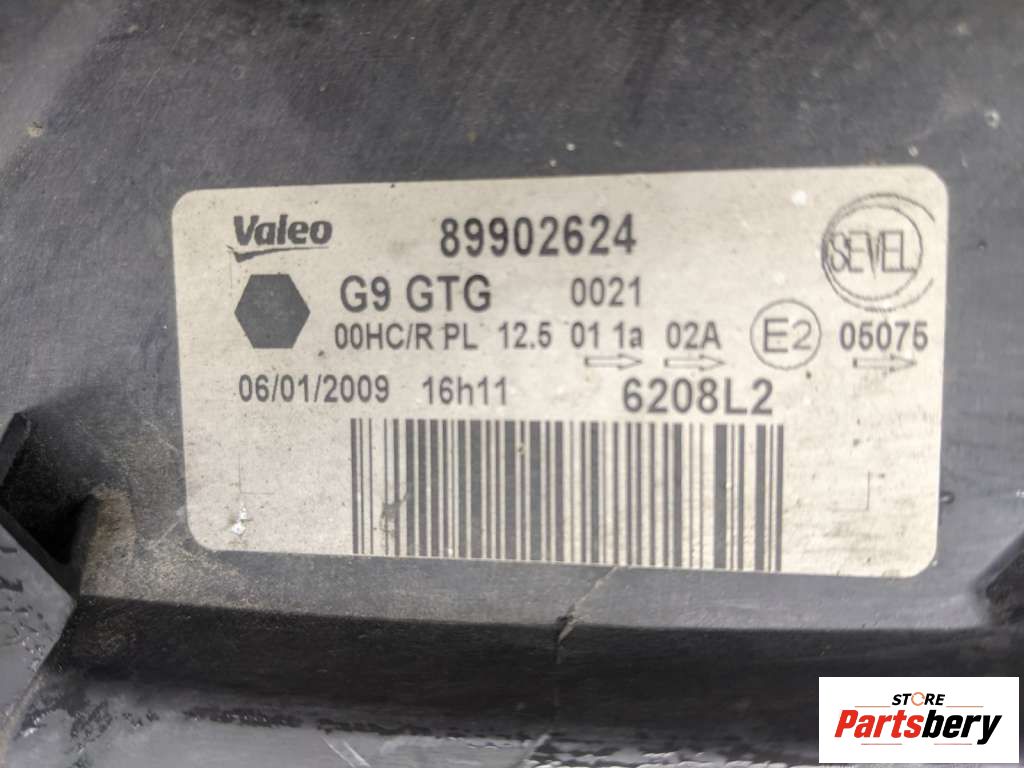 Valeo 89902624 SEVEL
G9 GTG 0021
00HC/R PL 12.5 01 1a 02A E2 05075
06/01/2009 16h11 6208L2
STORE
Partsbery